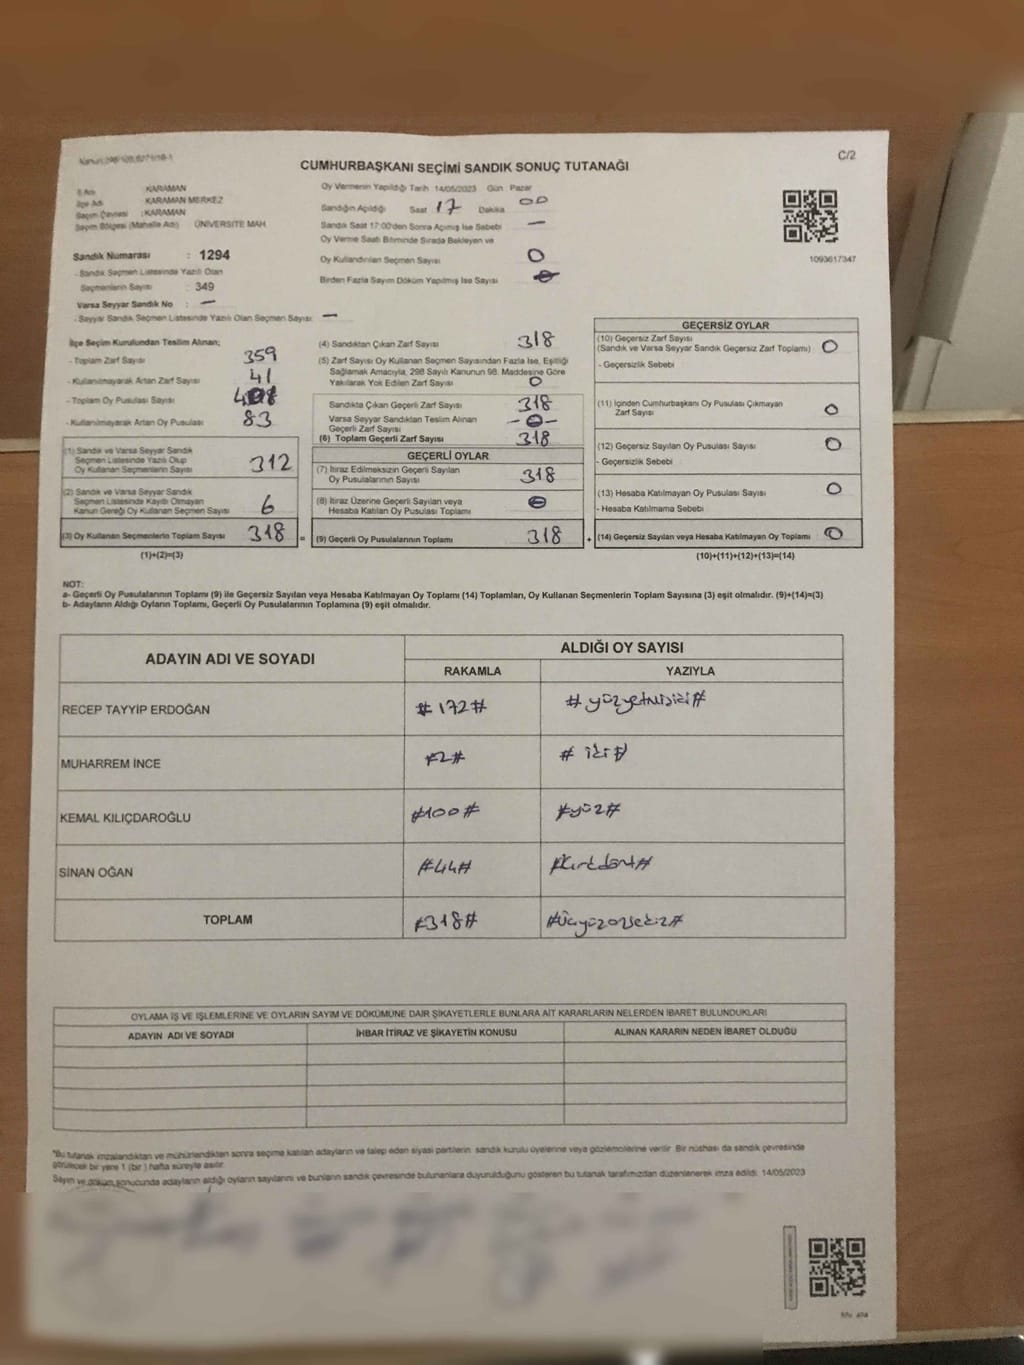 C/2
CUMHURBAŞKANI SEÇİMİ SANDIK SONUÇ TUTANAĞI
İl Adı : KARAMAN
İlçe Adı : KARAMAN MERKEZ
Seçim Çevresi : KARAMAN
Seçim Bölgesi (Mahalle Adı) : ÜNİVERSİTE MAH
Sandık Numarası : 1294
- Sandık Seçmen Listesinde Yazılı Olan
Seçmenlerin Sayısı : 349
Varsa Seyyar Sandık No : —
- Seyyar Sandık Seçmen Listesinde Yazılı Olan Seçmen Sayısı : —
Oy Vermenin Yapıldığı Tarih 14/05/2023 Gün : Pazar
Sandığın Açıldığı Saat 17 Dakika 00
Sandık Saat 17:00'den Sonra Açımış İse Sebebi —
Oy Verme Saati Bitiminde Sırada Bekleyen ve
Oy Kullandırılan Seçmen Sayısı 0
Birden Fazla Sayım Döküm Yapılmış İse Sayısı
1093617347
İlçe Seçim Kurulundan Teslim Alınan;
- Toplam Zarf Sayısı 359
- Kullanılmayarak Artan Zarf Sayısı 41
- Toplam Oy Pusulası Sayısı
- Kullanılmayarak Artan Oy Pusulası 83
(1) Sandık ve Varsa Seyyar Sandık
Seçmen Listesinde Yazılı Olup
Oy Kullanan Seçmenlerin Sayısı 312
(2) Sandık ve Varsa Seyyar Sandık
Seçmen Listesinde Kayıtlı Olmayan
Kanun Gereği Oy Kullanan Seçmen Sayısı 6
(3) Oy Kullanan Seçmenlerin Toplam Sayısı 318 =
(1)+(2)=(3)
(4) Sandıktan Çıkan Zarf Sayısı 318
(5) Zarf Sayısı Oy Kullanan Seçmen Sayısından Fazla İse, Eşitliği
Sağlamak Amacıyla, 298 Sayılı Kanunun 98. Maddesine Göre
Yakılarak Yok Edilen Zarf Sayısı 0
Sandıkta Çıkan Geçerli Zarf Sayısı 318
Varsa Seyyar Sandıktan Teslim Alınan
Geçerli Zarf Sayısı -0-
(6) Toplam Geçerli Zarf Sayısı 318
GEÇERLİ OYLAR
(7) İtiraz Edilmeksizin Geçerli Sayılan
Oy Pusulalarının Sayısı 318
(8) İtiraz Üzerine Geçerli Sayılan veya
Hesaba Katılan Oy Pusulası Toplamı
(9) Geçerli Oy Pusulalarının Toplamı 318 +
GEÇERSİZ OYLAR
(10) Geçersiz Zarf Sayısı
(Sandık ve Varsa Seyyar Sandık Geçersiz Zarf Toplamı) 0
- Geçersizlik Sebebi
(11) İçinden Cumhurbaşkanı Oy Pusulası Çıkmayan
Zarf Sayısı 0
(12) Geçersiz Sayılan Oy Pusulası Sayısı 0
- Geçersizlik Sebebi
(13) Hesaba Katılmayan Oy Pusulası Sayısı 0
- Hesaba Katılmama Sebebi
(14) Geçersiz Sayılan veya Hesaba Katılmayan Oy Toplamı 0
(10)+(11)+(12)+(13)=(14)
NOT:
a- Geçerli Oy Pusulalarının Toplamı (9) ile Geçersiz Sayılan veya Hesaba Katılmayan Oy Toplamı (14) Toplamları, Oy Kullanan Seçmenlerin Toplam Sayısına (3) eşit olmalıdır. (9)+(14)=(3)
b- Adayların Aldığı Oyların Toplamı, Geçerli Oy Pusulalarının Toplamına (9) eşit olmalıdır.
ADAYIN ADI VE SOYADI
ALDIĞI OY SAYISI
RAKAMLA YAZIYLA
RECEP TAYYİP ERDOĞAN #172# #yüzyetmişiki#
MUHARREM İNCE #2# #iki#
KEMAL KILIÇDAROĞLU #100# #yüz#
SİNAN OĞAN #44# #kırkdört#
TOPLAM #318# #üçyüzonsekiz#
OYLAMA İŞ VE İŞLEMLERİNE VE OYLARIN SAYIM VE DÖKÜMÜNE DAİR ŞİKAYETLERLE BUNLARA AİT KARARLARIN NELERDEN İBARET BULUNDUKLARI
ADAYIN ADI VE SOYADI İHBAR İTİRAZ VE ŞİKAYETİN KONUSU ALINAN KARARIN NEDEN İBARET OLDUĞU
*Bu tutanak imzalandıktan ve mühürlendikten sonra seçime katılan adayların ve talep eden siyasi partilerin sandık kurulu üyelerine veya gözlemcilerine verilir. Bir nüshası da sandık çevresinde
görülecek bir yere 1 (bir) hafta süreyle asılır.
Sayım ve döküm sonucunda adayların aldığı oyların sayılarını ve bunların sandık çevresinde bulunanlara duyurulduğunu gösteren bu tutanak tarafımızdan düzenlenerek imza edildi. 14/05/2023